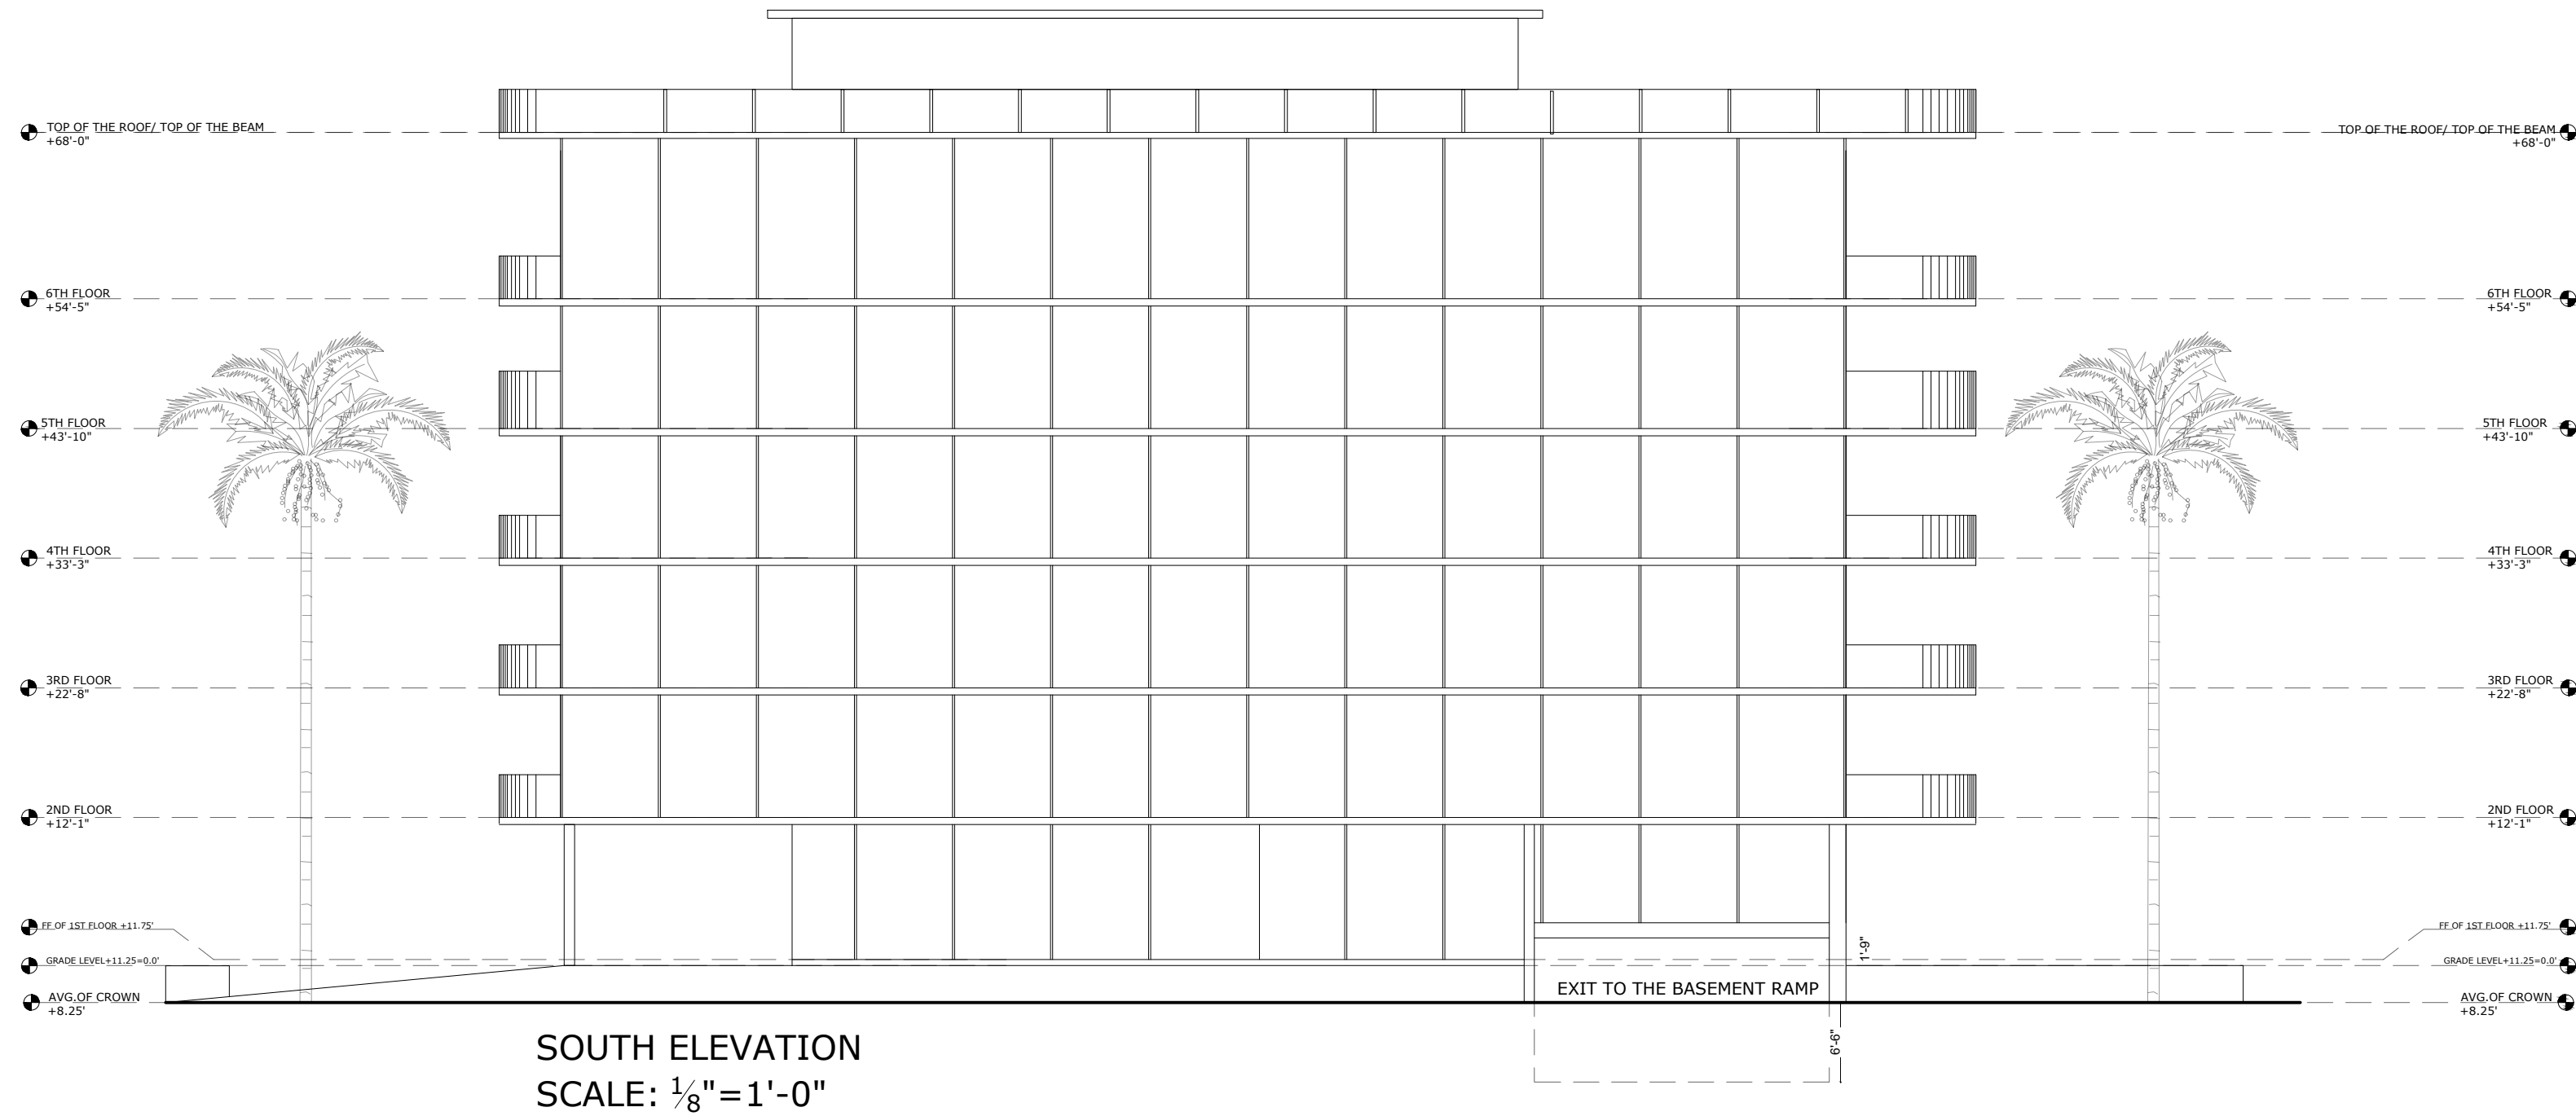 TOP OF THE ROOF/ TOP OF THE BEAM
+68'-0"
TOP OF THE ROOF/ TOP OF THE BEAM
+68'-0"
6TH FLOOR
+54'-5"
6TH FLOOR
+54'-5"
5TH FLOOR
+43'-10"
5TH FLOOR
+43'-10"
4TH FLOOR
+33'-3"
4TH FLOOR
+33'-3"
3RD FLOOR
+22'-8"
3RD FLOOR
+22'-8"
2ND FLOOR
+12'-1"
2ND FLOOR
+12'-1"
FF OF 1ST FLOOR +11.75'
FF OF 1ST FLOOR +11.75'
1'-9"
GRADE LEVEL+11.25=0.0'
GRADE LEVEL+11.25=0.0'
EXIT TO THE BASEMENT RAMP
AVG.OF CROWN
+8.25'
AVG.OF CROWN
+8.25'
6'-6"
SOUTH ELEVATION
SCALE: ⅛"=1'-0"